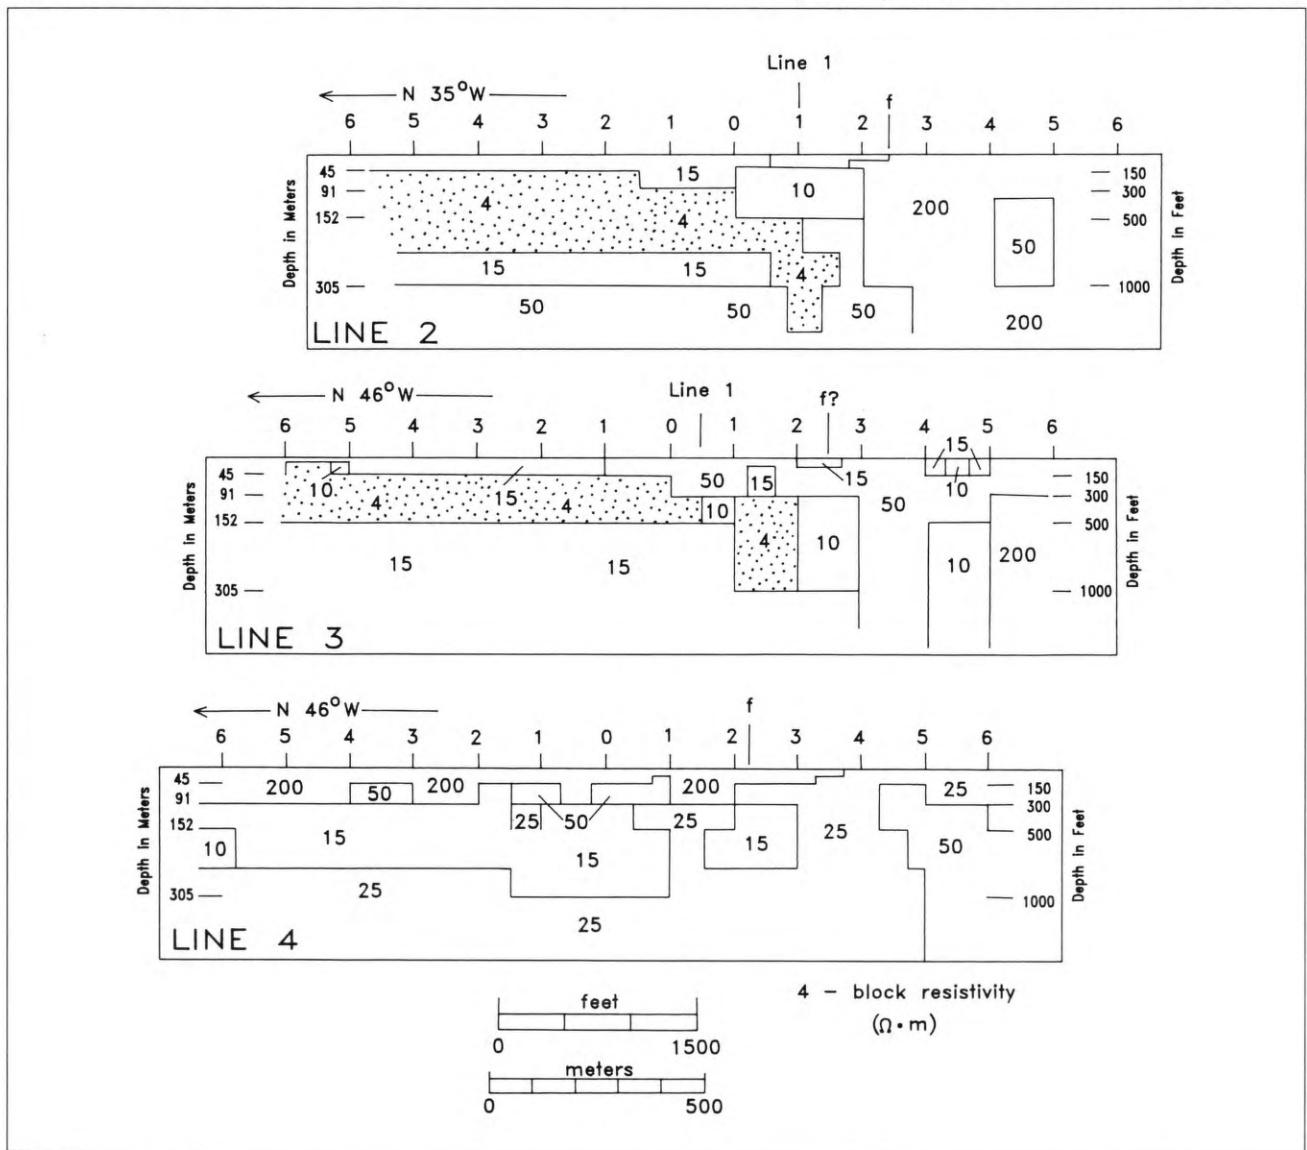 Line 1
N 35°W
f
6 5 4 3 2 1 0 1 2 3 4 5 6
Depth in Meters
Depth in Feet
45 15 150
91 4 10 300
152 4 200 500
50
15 15 4
305 1000
50 50 50 200
LINE 2
N 46°W
Line 1
f?
6 5 4 3 2 1 0 1 2 3 4 5 6
15
Depth in Meters
Depth in Feet
45 10 15 50 15 15 10 150
91 4 4 10 50 300
152 4 10 10 200 500
15 15
305 1000
LINE 3
N 46°W
f
6 5 4 3 2 1 0 1 2 3 4 5 6
Depth in Meters
Depth in Feet
45 200 50 200 200 25 150
91 300
152 25 50 25 25 500
10 15 15 15 50
305 25 1000
25
LINE 4
4 – block resistivity
(Ω•m)
feet
0 1500
meters
0 500